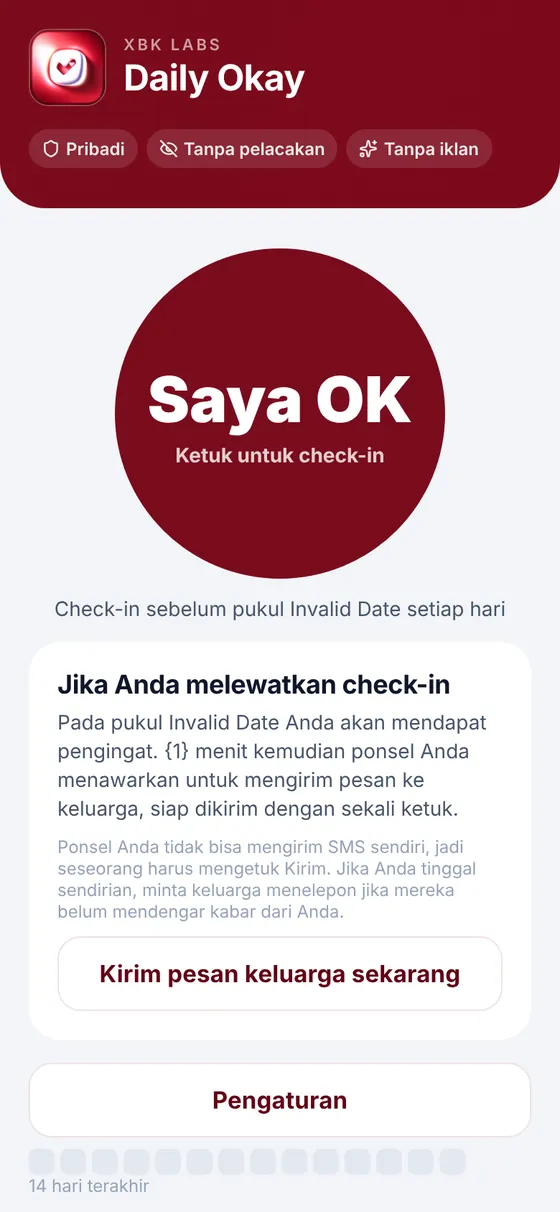 XBK LABS
Daily Okay
Pribadi
Tanpa pelacakan
Tanpa iklan
Saya OK
Ketuk untuk check-in
Check-in sebelum pukul Invalid Date setiap hari
Jika Anda melewatkan check-in
Pada pukul Invalid Date Anda akan mendapat
pengingat. {1} menit kemudian ponsel Anda
menawarkan untuk mengirim pesan ke
keluarga, siap dikirim dengan sekali ketuk.
Ponsel Anda tidak bisa mengirim SMS sendiri, jadi
seseorang harus mengetuk Kirim. Jika Anda tinggal
sendirian, minta keluarga menelepon jika mereka
belum mendengar kabar dari Anda.
Kirim pesan keluarga sekarang
Pengaturan
14 hari terakhir